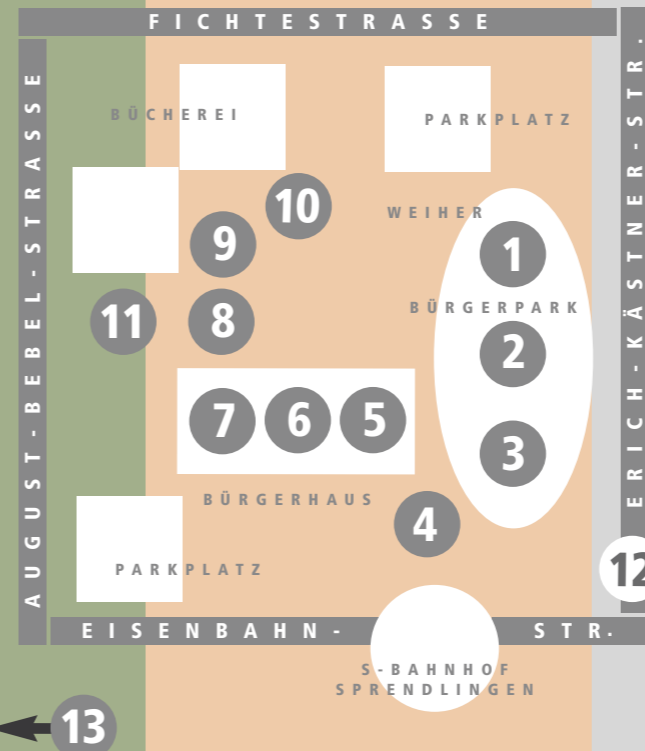 FICHTESTRASSE
AUGUST-BEBEL-STRASSE
ERICH-KÄSTNER-STR.
BÜCHEREI
PARKPLATZ
10
WEIHER
9
1
11
8
BÜRGERPARK
2
7
6
5
3
BÜRGERHAUS
4
PARKPLATZ
12
EISENBAHN-
STR.
S-BAHNHOF
SPRENDLINGEN
13